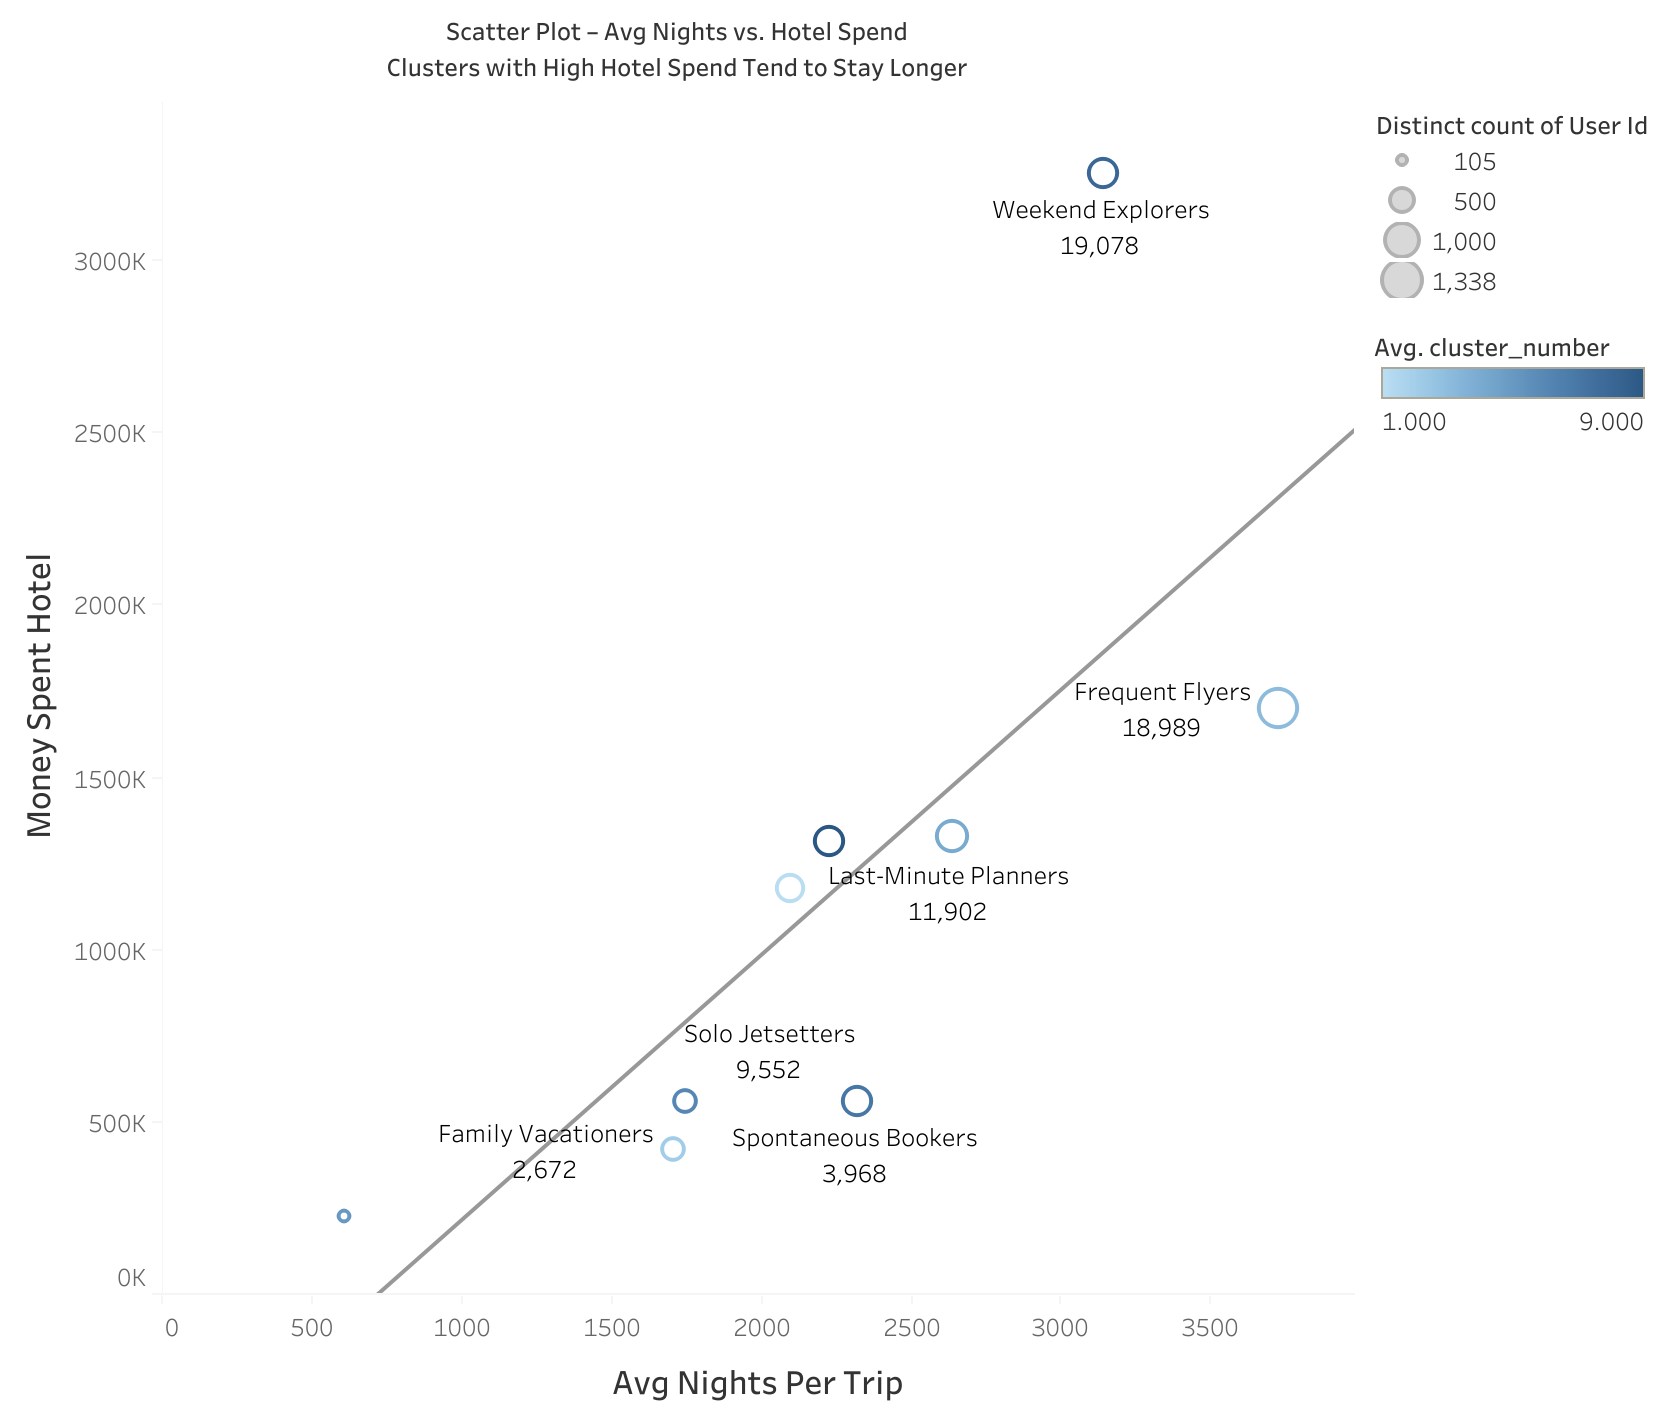 Scatter Plot – Avg Nights vs. Hotel Spend
Clusters with High Hotel Spend Tend to Stay Longer
Distinct count of User Id
105
500
1,000
1,338
Avg. cluster_number
1.000 9.000
Money Spent Hotel
3000K
2500K
2000K
1500K
1000K
500K
0K
Weekend Explorers
19,078
Frequent Flyers
18,989
Last-Minute Planners
11,902
Solo Jetsetters
9,552
Family Vacationers
2,672
Spontaneous Bookers
3,968
0 500 1000 1500 2000 2500 3000 3500
Avg Nights Per Trip